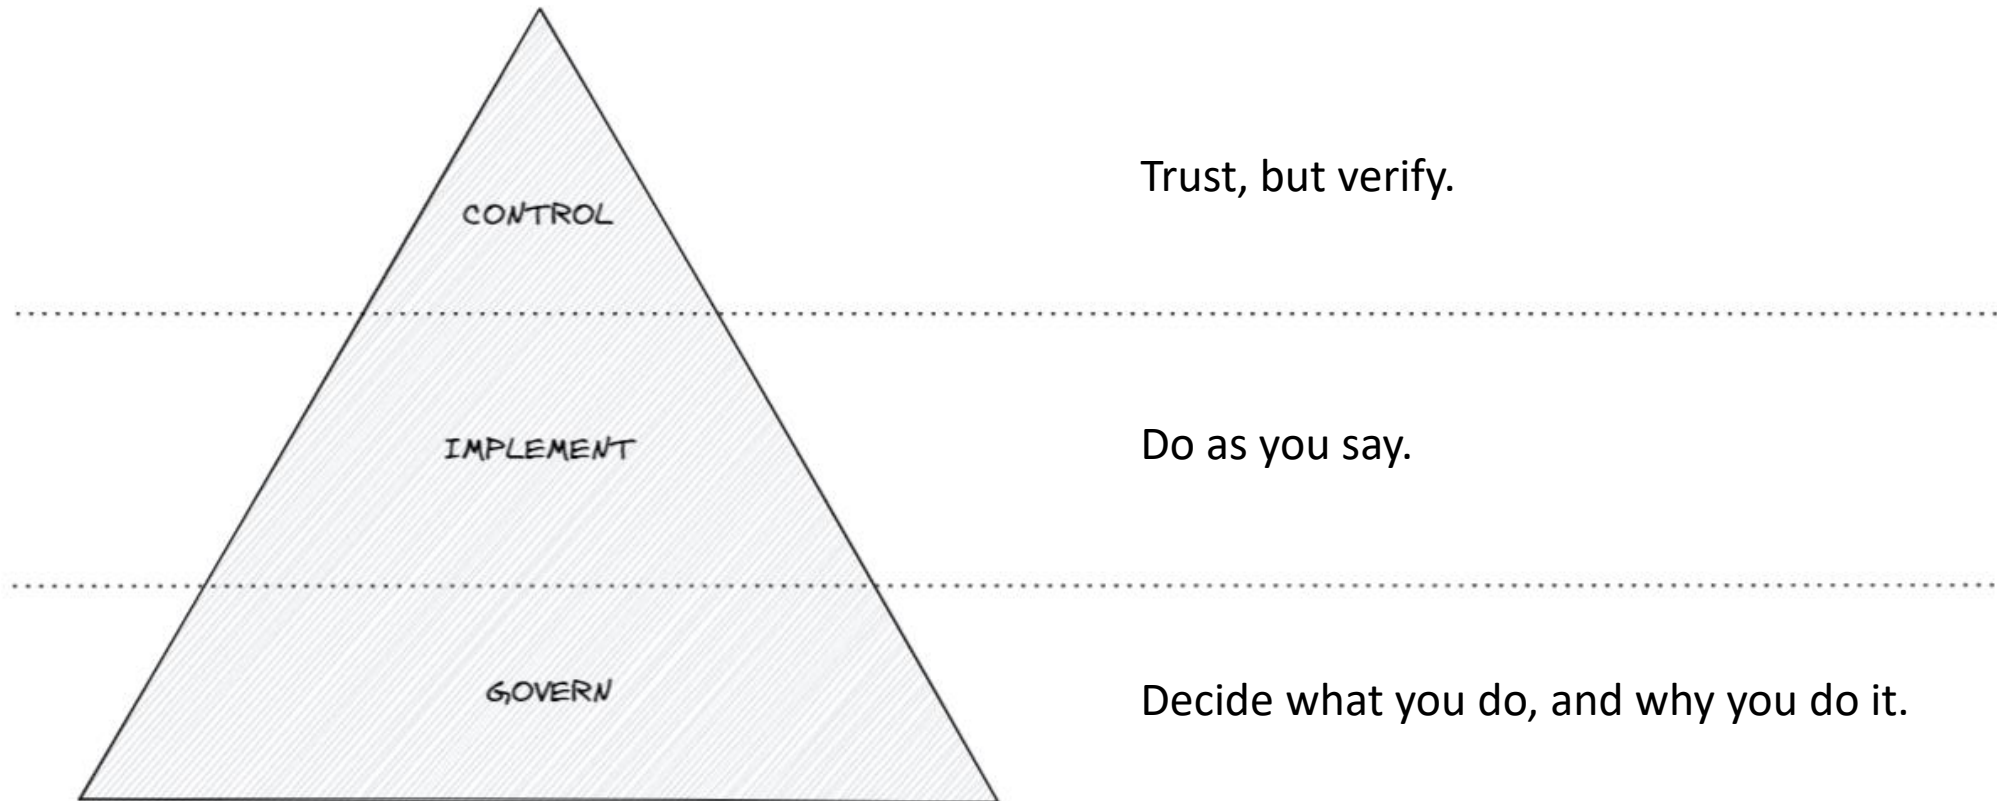 Trust, but verify.
CONTROL
Do as you say.
IMPLEMENT
GOVERN
Decide what you do, and why you do it.